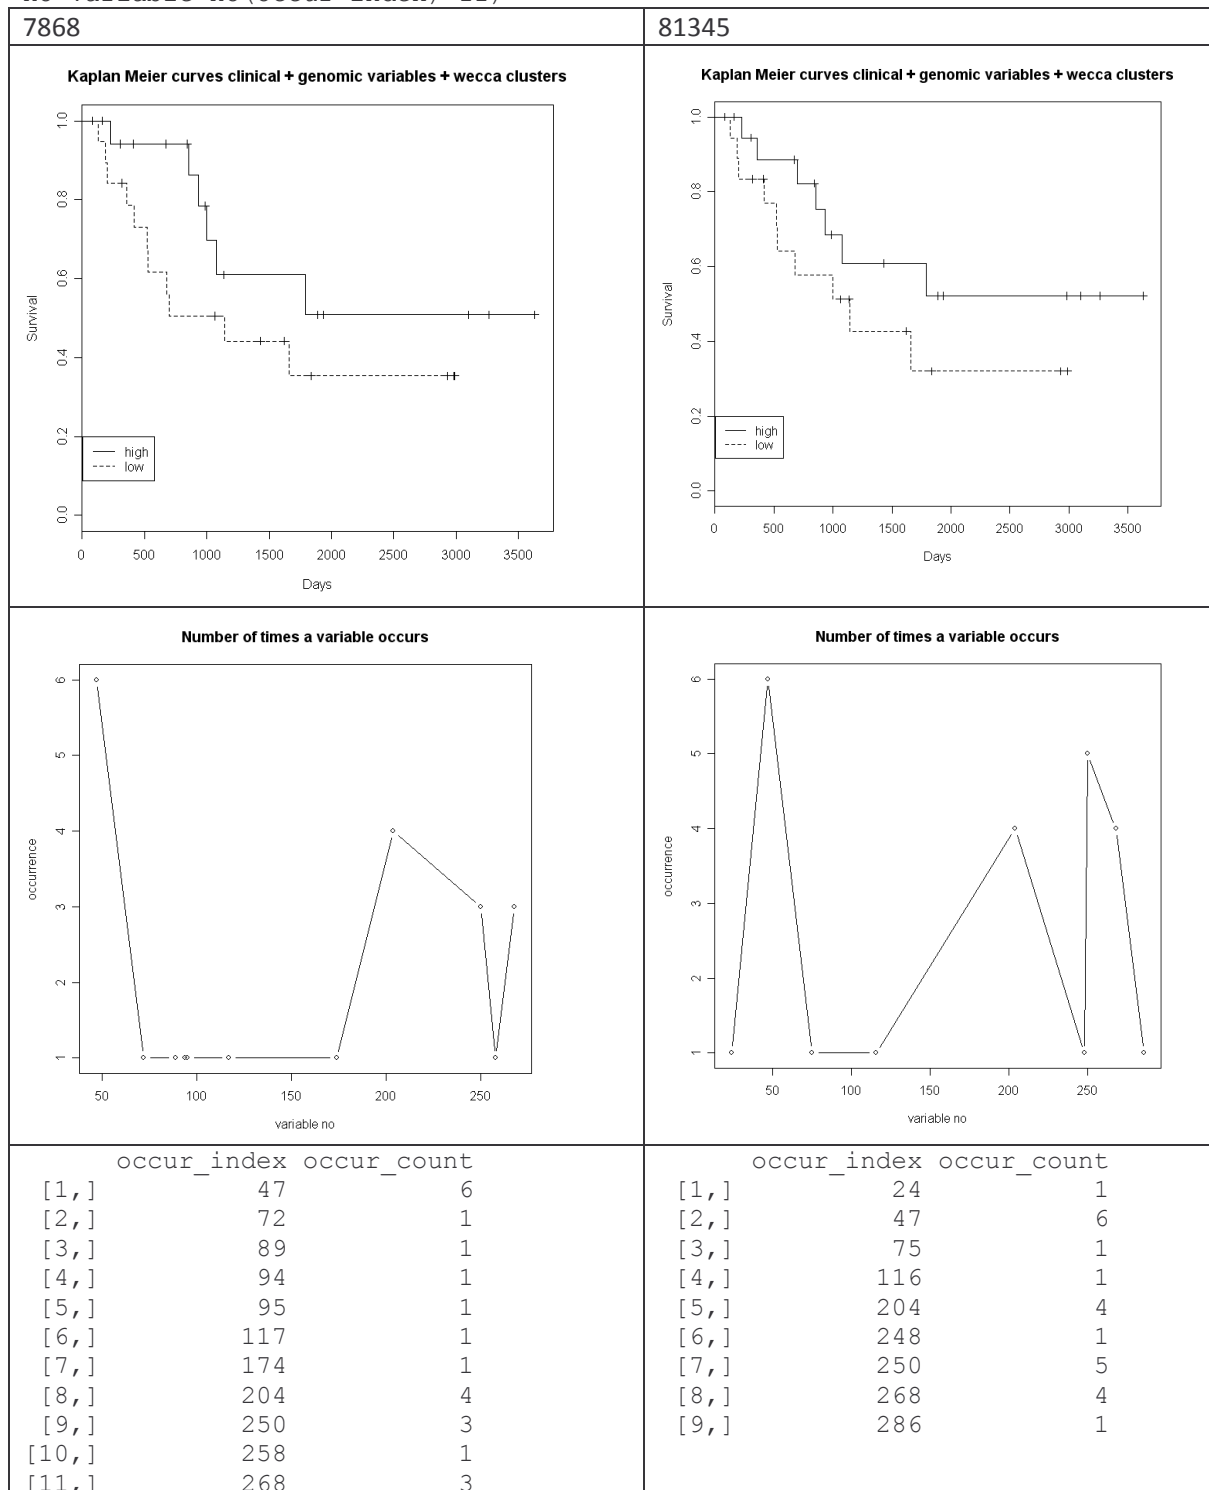 7868
81345
Kaplan Meier curves clinical + genomic variables + wecca clusters
Survival
1.0
0.8
0.6
0.4
0.2
0.0
high
low
0 500 1000 1500 2000 2500 3000 3500
Days
Kaplan Meier curves clinical + genomic variables + wecca clusters
Survival
1.0
0.8
0.6
0.4
0.2
0.0
high
low
0 500 1000 1500 2000 2500 3000 3500
Days
Number of times a variable occurs
occurrence
6
5
4
3
2
1
50 100 150 200 250
variable no
Number of times a variable occurs
occurrence
6
5
4
3
2
1
50 100 150 200 250
variable no
occur_index occur_count
[1,] 47 6
[2,] 72 1
[3,] 89 1
[4,] 94 1
[5,] 95 1
[6,] 117 1
[7,] 174 1
[8,] 204 4
[9,] 250 3
[10,] 258 1
[11,] 268 3
occur_index occur_count
[1,] 24 1
[2,] 47 6
[3,] 75 1
[4,] 116 1
[5,] 204 4
[6,] 248 1
[7,] 250 5
[8,] 268 4
[9,] 286 1